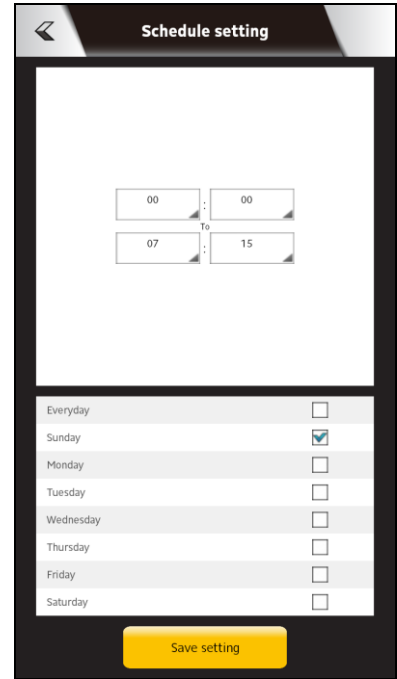 Schedule setting
00 : 00
To
07 : 15
Everyday
Sunday
Monday
Tuesday
Wednesday
Thursday
Friday
Saturday
Save setting